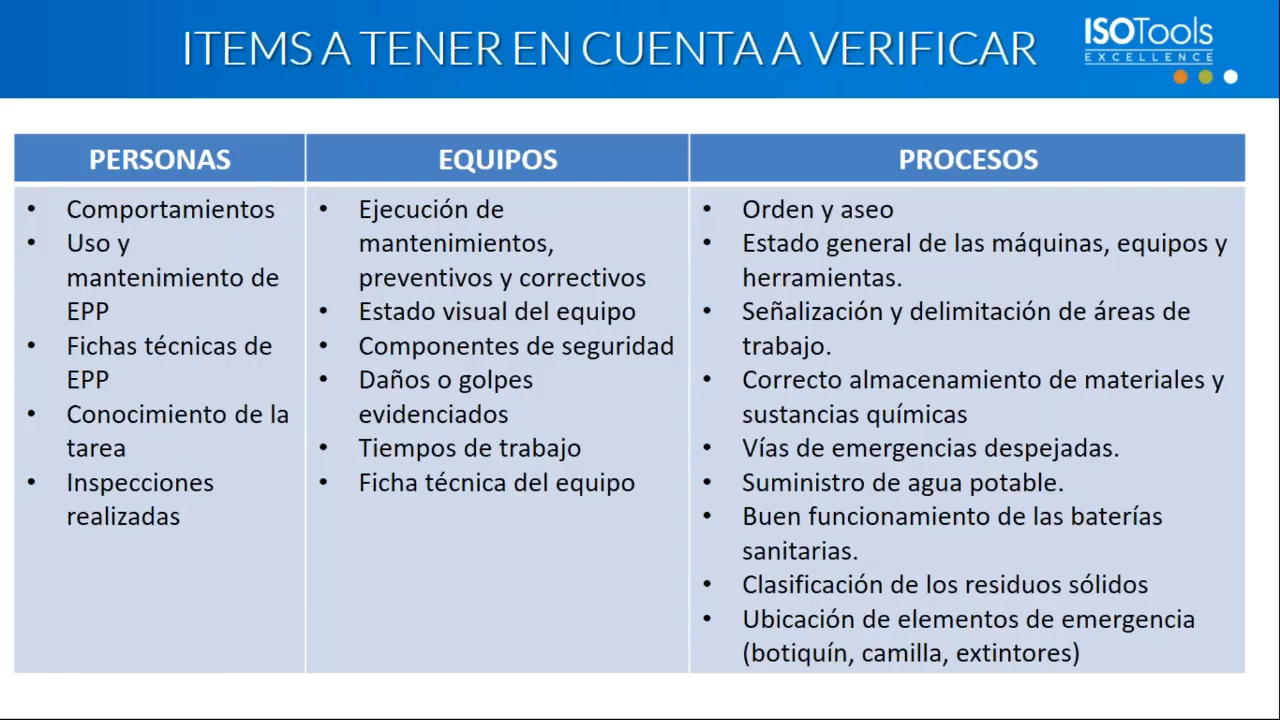 ITEMS A TENER EN CUENTA A VERIFICAR
ISOTools
EXCELLENCE
PERSONAS
• Comportamientos
• Uso y
mantenimiento de
EPP
• Fichas técnicas de
EPP
• Conocimiento de la
tarea
• Inspecciones
realizadas
EQUIPOS
• Ejecución de
mantenimientos,
preventivos y correctivos
• Estado visual del equipo
• Componentes de seguridad
• Daños o golpes
evidenciados
• Tiempos de trabajo
• Ficha técnica del equipo
PROCESOS
• Orden y aseo
• Estado general de las máquinas, equipos y
herramientas.
• Señalización y delimitación de áreas de
trabajo.
• Correcto almacenamiento de materiales y
sustancias químicas
• Vías de emergencias despejadas.
• Suministro de agua potable.
• Buen funcionamiento de las baterías
sanitarias.
• Clasificación de los residuos sólidos
• Ubicación de elementos de emergencia
(botiquín, camilla, extintores)